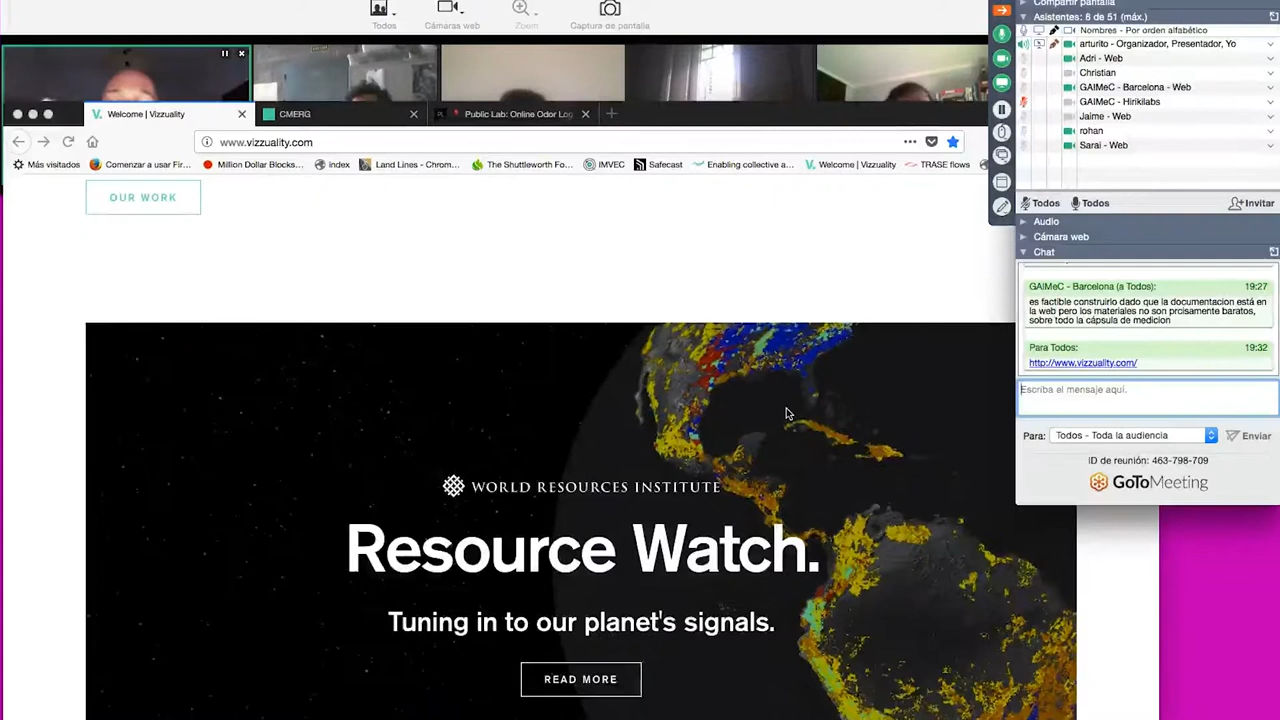 Todos
Cámaras web
Zoom
Captura de pantalla
Welcome | Vizzuality
CMERG
Public Lab: Online Odor Log
www.vizzuality.com
Más visitados
Comenzar a usar Fir...
Million Dollar Blocks...
index
Land Lines - Chrom...
The Shuttleworth Fo...
IMVEC
Safecast
Enabling collective a...
Welcome | Vizzuality
TRASE flows
OUR WORK
WORLD RESOURCES INSTITUTE
Resource Watch.
Tuning in to our planet's signals.
READ MORE
Compartir pantalla
Asistentes: 8 de 51 (máx.)
Nombres - Por orden alfabético
arturito - Organizador, Presentador, Yo
Adri - Web
Christian
GAIMeC - Barcelona - Web
GAIMeC - Hirikilabs
Jaime - Web
rohan
Sarai - Web
Todos
Todos
Invitar
Audio
Cámara web
Chat
GAIMeC - Barcelona (a Todos): 19:27
es factible construirlo dado que la documentacion está en
la web pero los materiales no son prcisamente baratos,
sobre todo la cápsula de medicion
Para Todos: 19:32
http://www.vizzuality.com/
Escriba el mensaje aquí.
Para: Todos - Toda la audiencia
Enviar
ID de reunión: 463-798-709
GoToMeeting